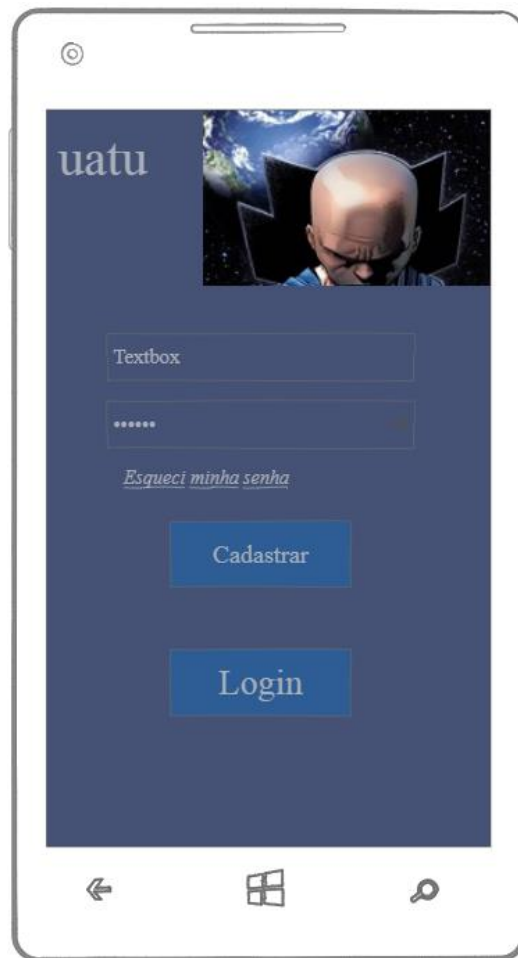 uatu
Textbox
••••••
Esqueci minha senha
Cadastrar
Login